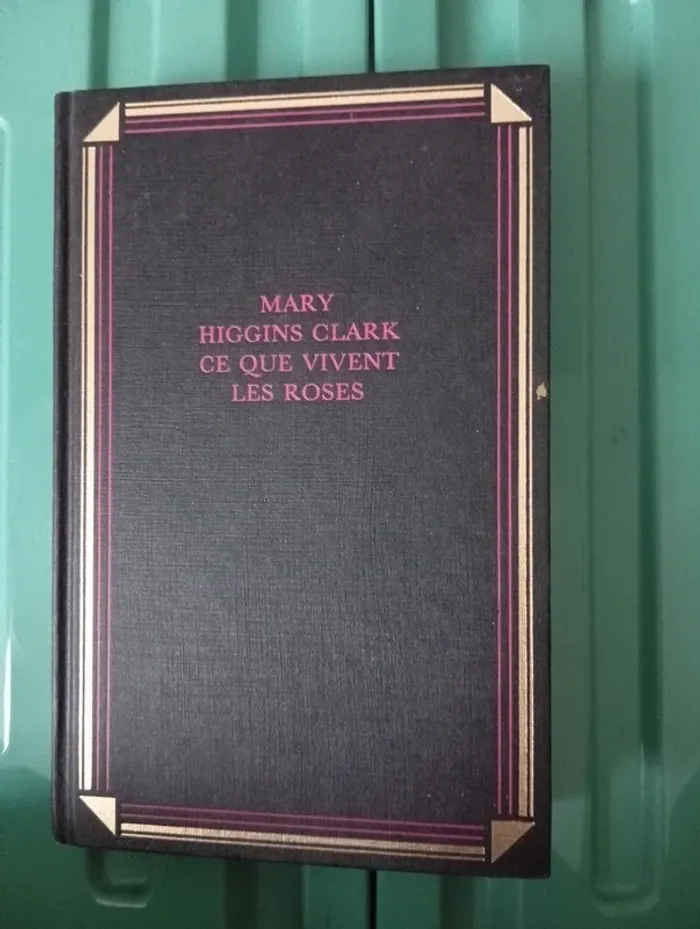 MARY
HIGGINS CLARK
CE QUE VIVENT
LES ROSES